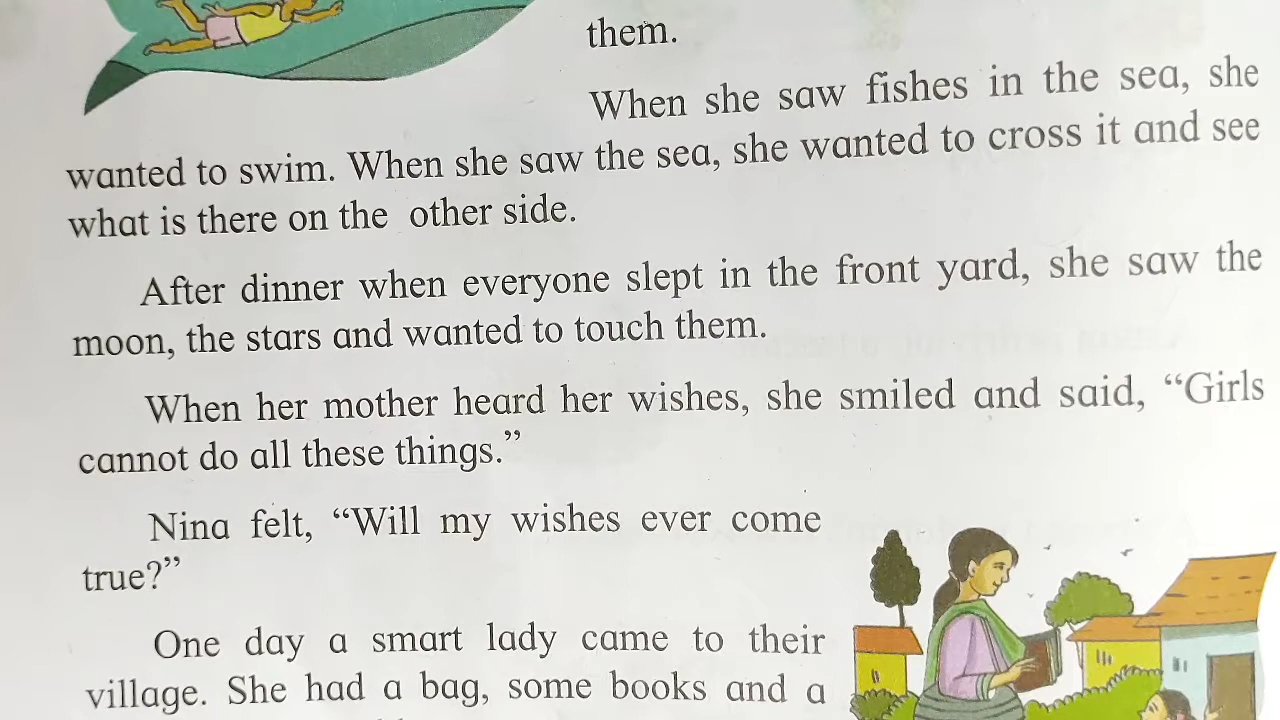 them.
When she saw fishes in the sea, she
wanted to swim. When she saw the sea, she wanted to cross it and see
what is there on the other side.
After dinner when everyone slept in the front yard, she saw the
moon, the stars and wanted to touch them.
When her mother heard her wishes, she smiled and said, “Girls
cannot do all these things.”
Nina felt, “Will my wishes ever come
true?”
One day a smart lady came to their
village. She had a bag, some books and a